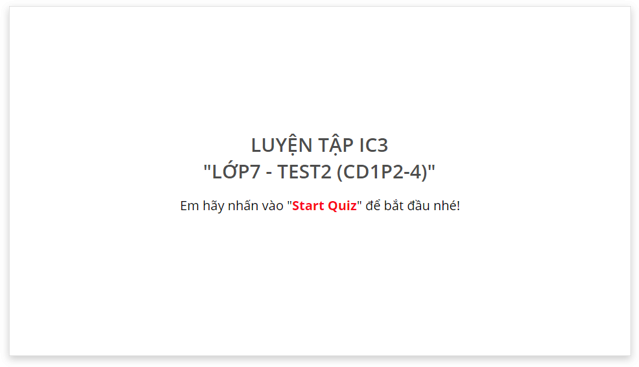 LUYỆN TẬP IC3
"LỚP7 - TEST2 (CD1P2-4)"
Em hãy nhấn vào "Start Quiz" để bắt đầu nhé!